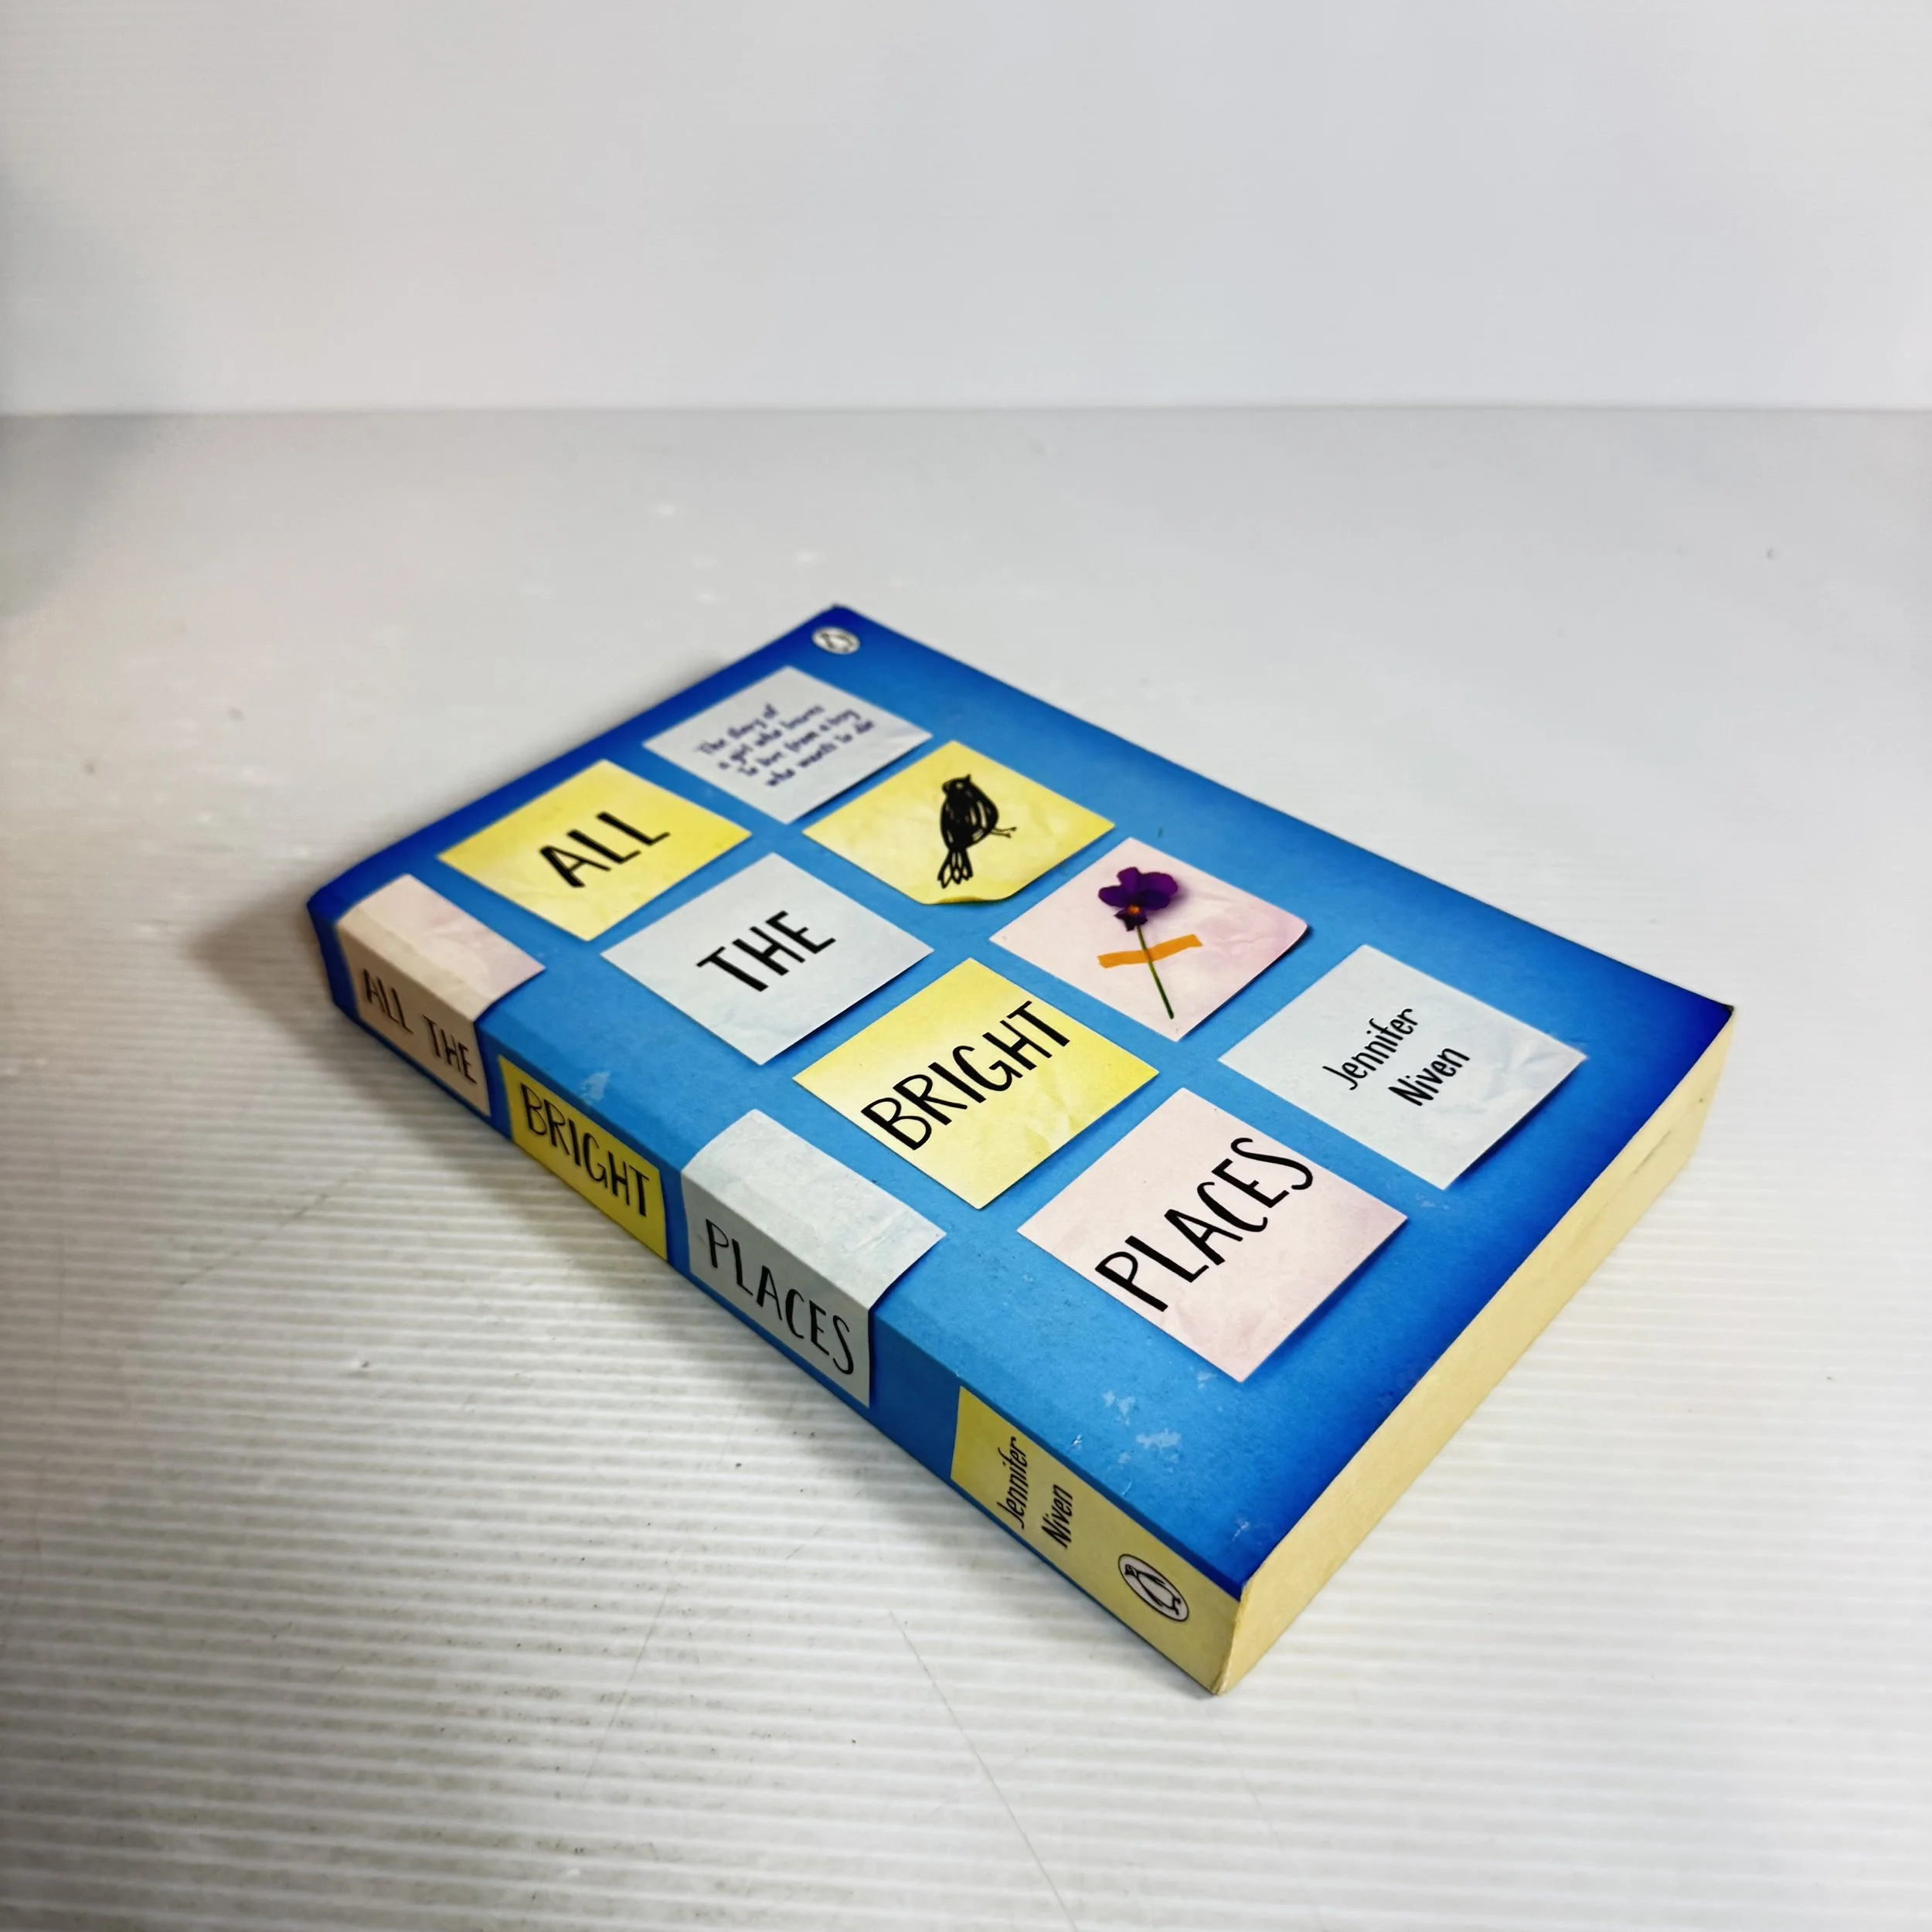 The story of
a girl who learns
to live from a boy
who wants to die
ALL
THE
BRIGHT
PLACES
Jennifer
Niven
ALL THE
BRIGHT
PLACES
Jennifer
Niven